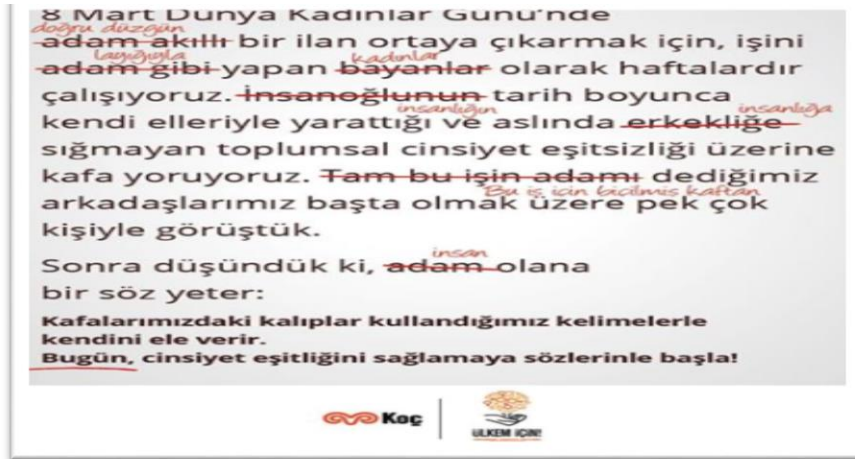 8 Mart Dünya Kadınlar Günü'nde
doğru düzgün
adam akıllı bir ilan ortaya çıkarmak için, işini
layığıyla kadınlar
adam gibi yapan bayanlar olarak haftalardır
çalışıyoruz. İnsanoğlunun tarih boyunca
insanlığın insanlığa
kendi elleriyle yarattığı ve aslında erkekliğe
sığmayan toplumsal cinsiyet eşitsizliği üzerine
kafa yoruyoruz. Tam bu işin adamı dediğimiz
Bu iş için biçilmiş kaftan
arkadaşlarımız başta olmak üzere pek çok
kişiyle görüştük.
insan
Sonra düşündük ki, adam olana
bir söz yeter:
Kafalarımızdaki kalıplar kullandığımız kelimelerle
kendini ele verir.
Bugün, cinsiyet eşitliğini sağlamaya sözlerinle başla!
Koç
ÜLKEM İÇİN!